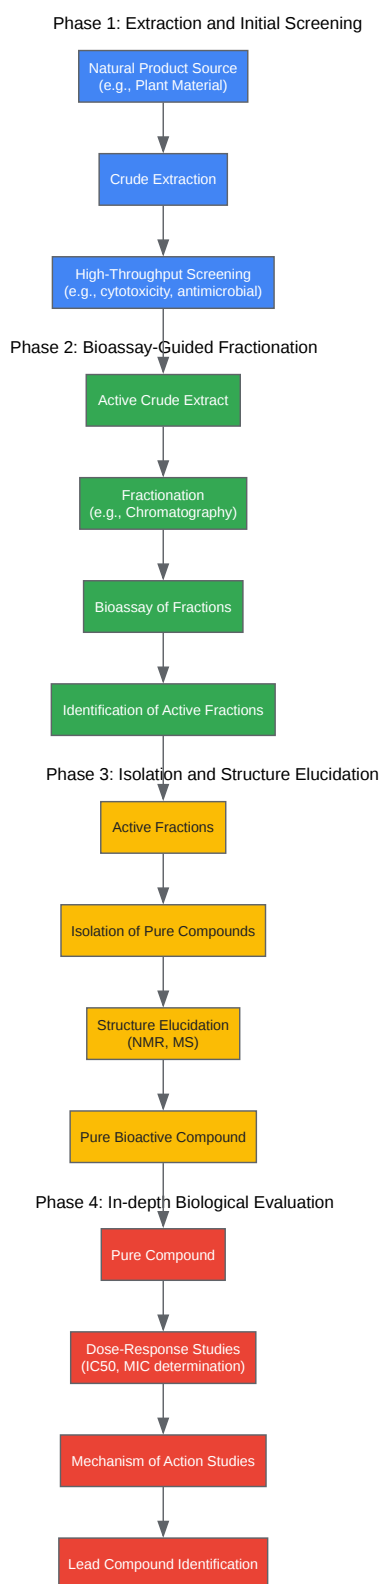 Phase 1: Extraction and Initial Screening
Natural Product Source
(e.g., Plant Material)
Crude Extraction
High-Throughput Screening
(e.g., cytotoxicity, antimicrobial)
Phase 2: Bioassay-Guided Fractionation
Active Crude Extract
Fractionation
(e.g., Chromatography)
Bioassay of Fractions
Identification of Active Fractions
Phase 3: Isolation and Structure Elucidation
Active Fractions
Isolation of Pure Compounds
Structure Elucidation
(NMR, MS)
Pure Bioactive Compound
Phase 4: In-depth Biological Evaluation
Pure Compound
Dose-Response Studies
(IC50, MIC determination)
Mechanism of Action Studies
Lead Compound Identification